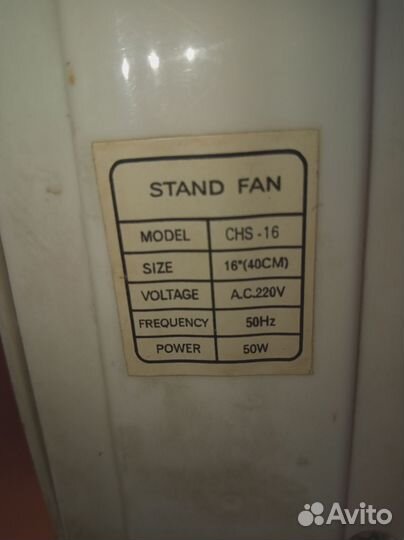 STAND FAN
MODEL CHS-16
SIZE 16"(40CM)
VOLTAGE A.C.220V
FREQUENCY 50Hz
POWER 50W
Avito